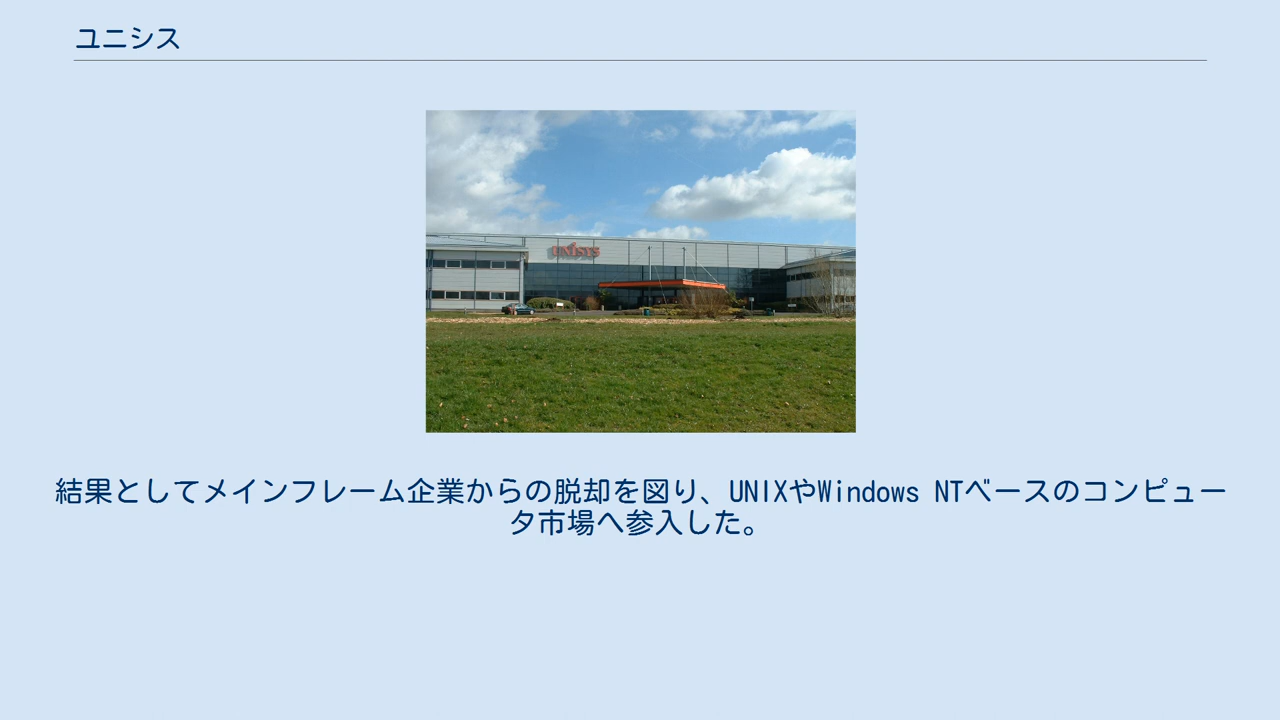 ユニシス
UNISYS
結果としてメインフレーム企業からの脱却を図り、UNIXやWindows NTベースのコンピュー
タ市場へ参入した。